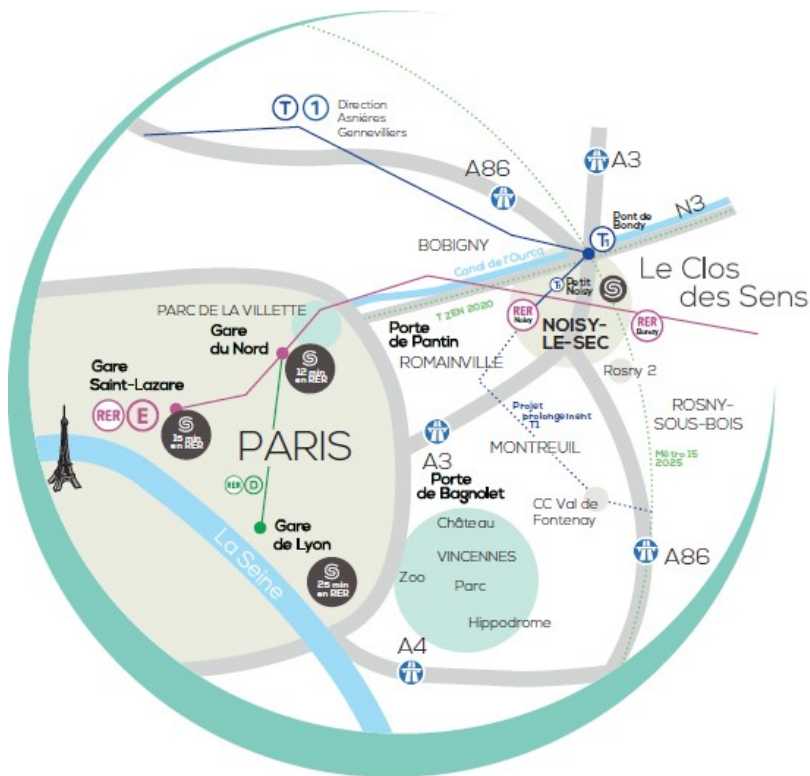 T 1
Direction
Asnières
Gennevilliers
A86
A3
Pont de
Bondy
N3
T1
BOBIGNY
Canal de l'Ourcq
T1
Petit
Noisy
Le Clos
des Sens
T ZEN 2020
RER
Noisy
NOISY-
LE-SEC
RER
Bondy
PARC DE LA VILLETTE
Gare
du Nord
Porte
de Pantin
ROMAINVILLE
Rosny 2
12 min
en RER
Gare
Saint-Lazare
RER E
15 min
en RER
PARIS
ROSNY-
SOUS-BOIS
Projet
prolongement
T1
MONTREUIL
Métro 15
2025
A3
Porte
de Bagnolet
RER D
CC Val de
Fontenay
Gare
de Lyon
La Seine
25 min
en RER
Château
VINCENNES
Zoo
Parc
Hippodrome
A86
A4